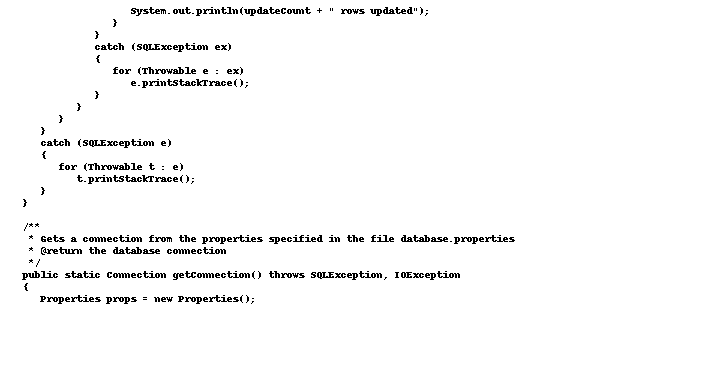 System.out.println(updateCount + " rows updated");
               }
            }
            catch (SQLException ex)
            {
               for (Throwable e : ex)
                  e.printStackTrace();
            }
         }
      }
   }
   catch (SQLException e)
   {
      for (Throwable t : e)
         t.printStackTrace();
   }
}

/**
 * Gets a connection from the properties specified in the file database.properties
 * @return the database connection
 */
public static Connection getConnection() throws SQLException, IOException
{
   Properties props = new Properties();